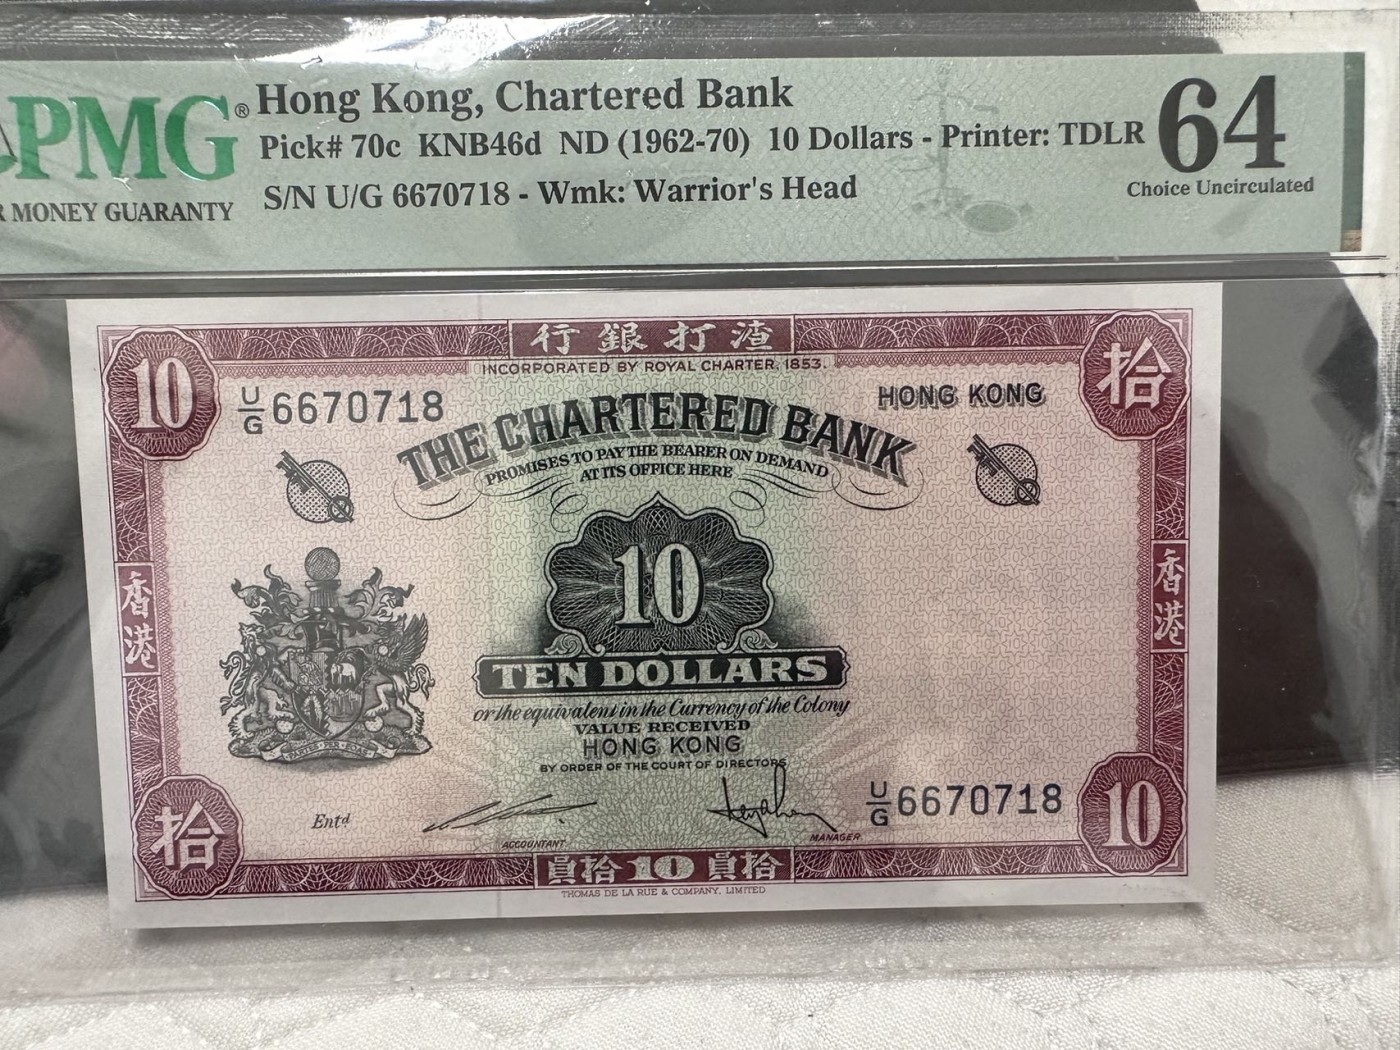 PMG®
MONEY GUARANTY
Hong Kong, Chartered Bank
Pick# 70c KNB46d ND (1962-70) 10 Dollars - Printer: TDLR
S/N U/G 6670718 - Wmk: Warrior's Head
64
Choice Uncirculated
行銀打渣
INCORPORATED BY ROYAL CHARTER, 1853.
10
拾
U/G 6670718
HONG KONG
THE CHARTERED BANK
PROMISES TO PAY THE BEARER ON DEMAND
AT ITS OFFICE HERE
香港
10
香港
TEN DOLLARS
or the equivalent in the Currency of the Colony
VALUE RECEIVED
HONG KONG
BY ORDER OF THE COURT OF DIRECTORS
U/G 6670718
拾
Entd
10
ACCOUNTANT
MANAGER
員拾 10 員拾
THOMAS DE LA RUE & COMPANY, LIMITED